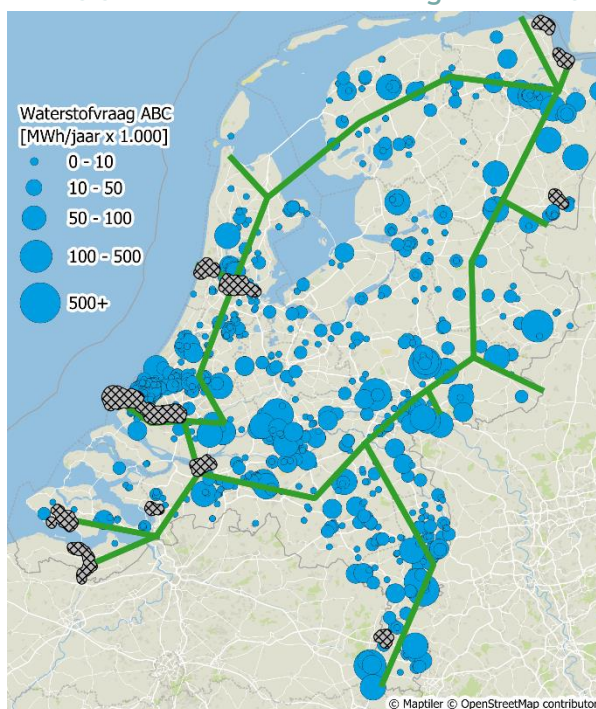 Waterstofvraag ABC
[MWh/jaar x 1.000]
0 - 10
10 - 50
50 - 100
100 - 500
500+
© Maptiler © OpenStreetMap contributor